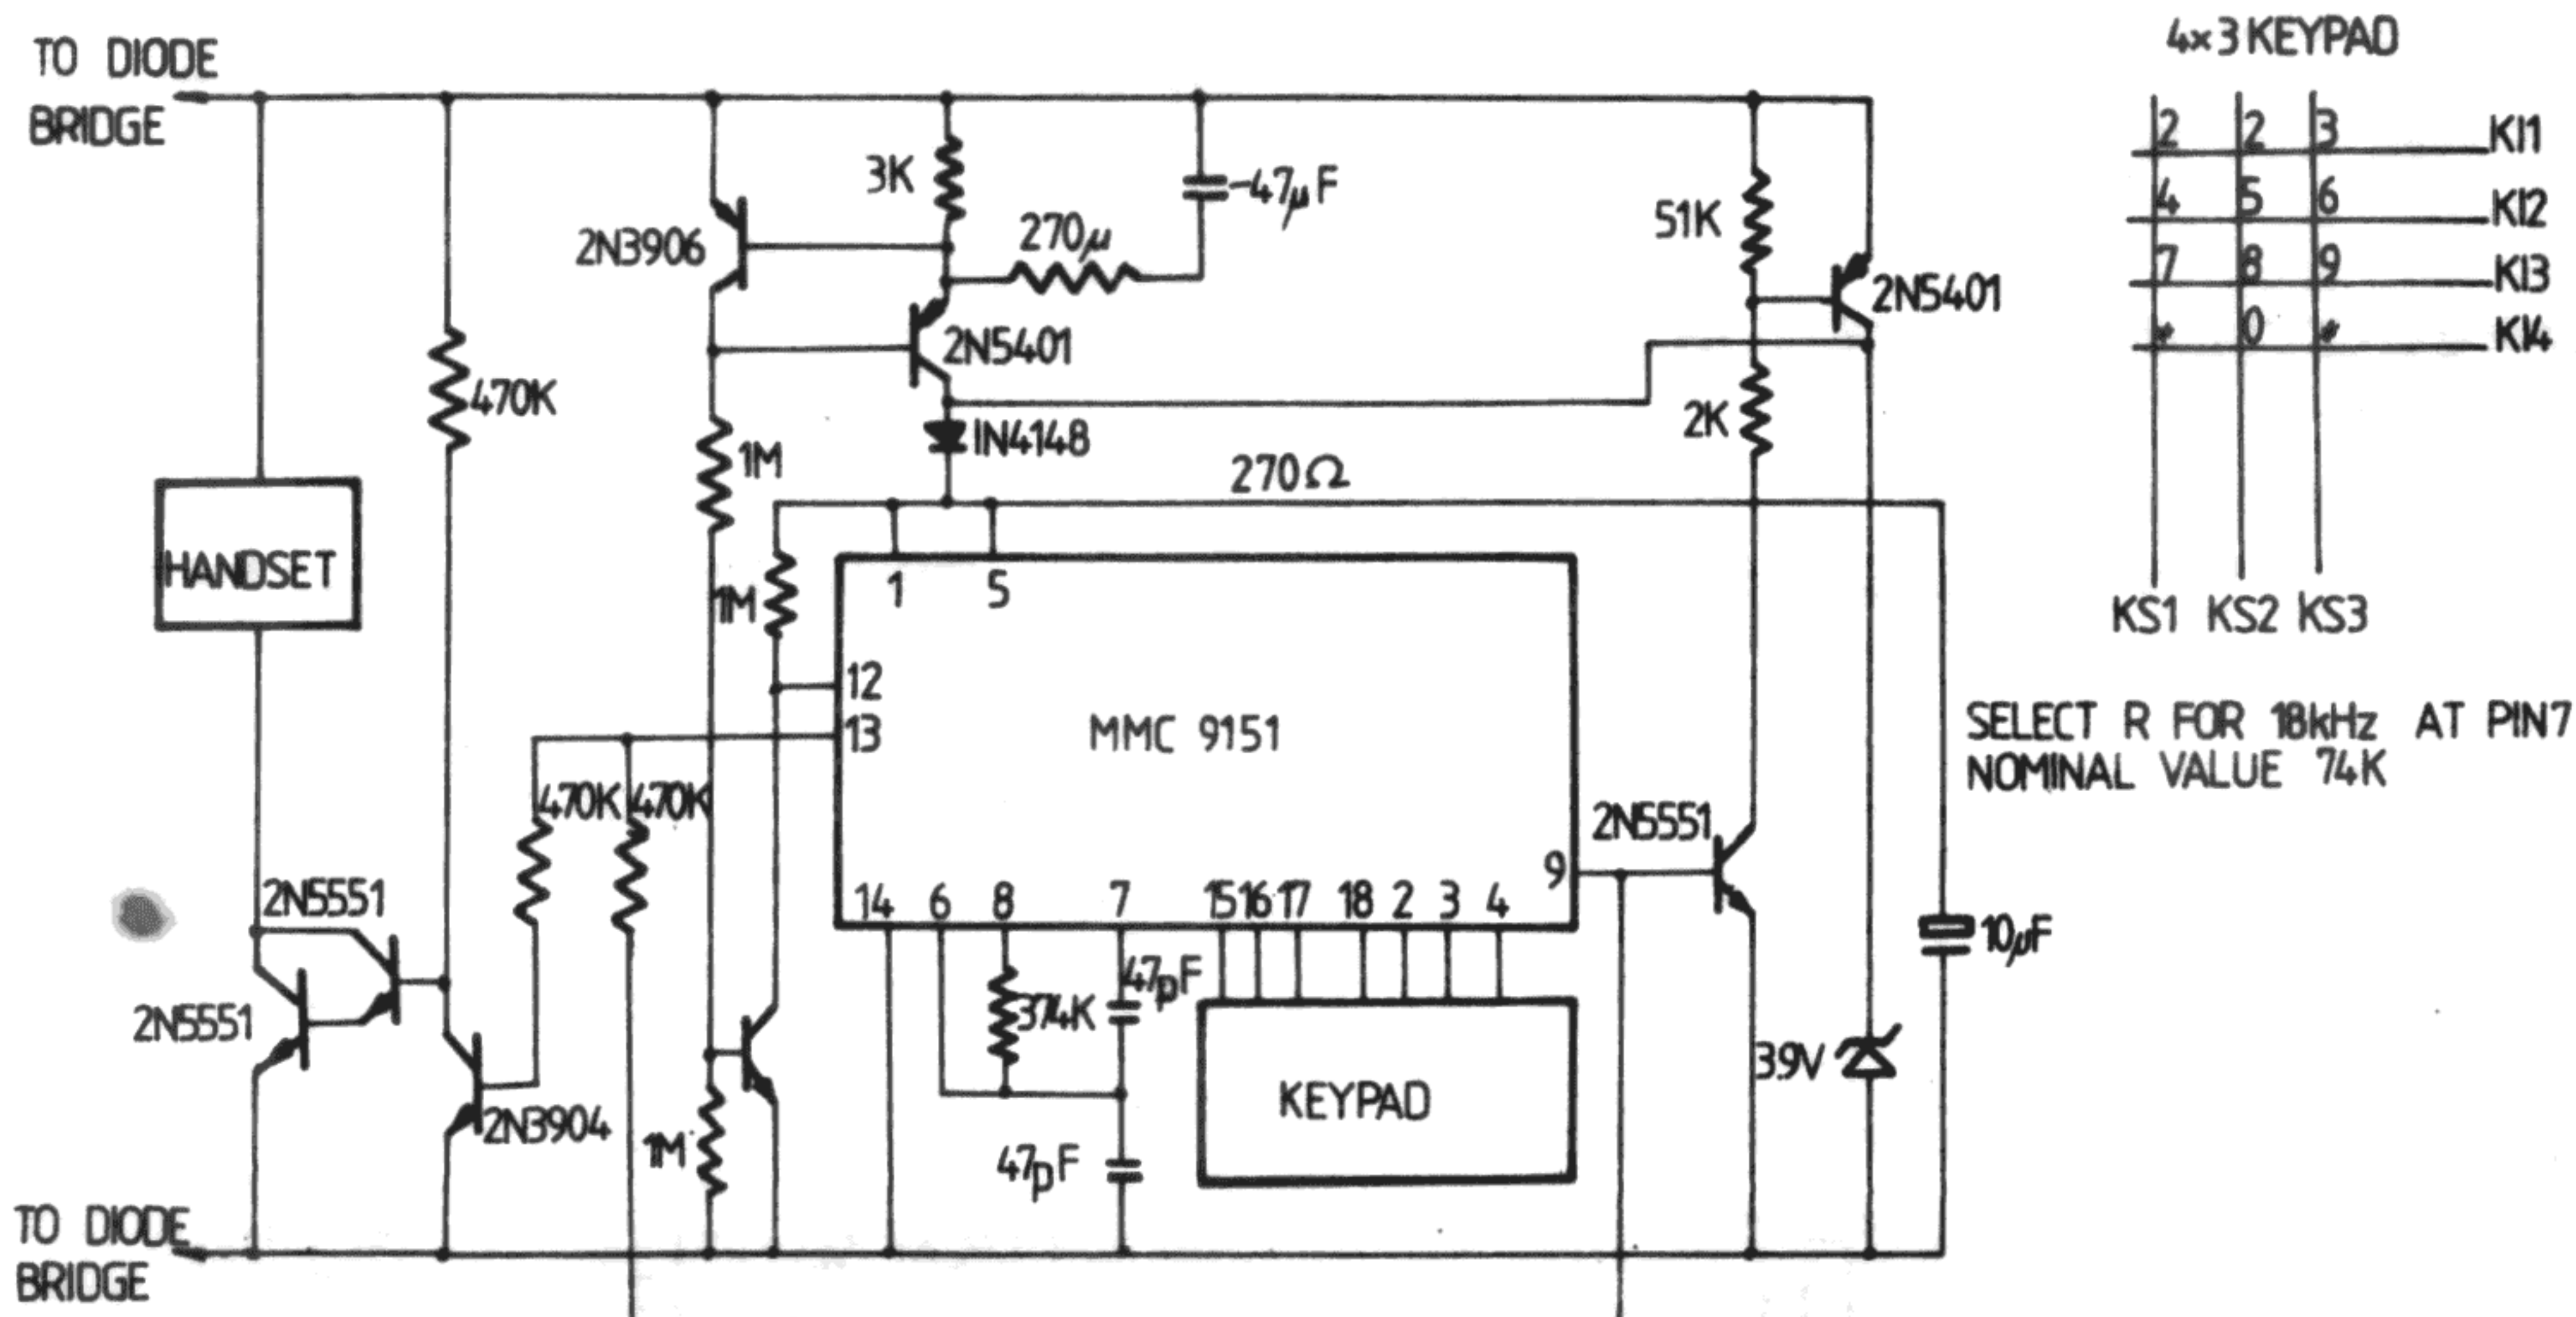 TO DIODE
BRIDGE
4x3 KEYPAD
2 2 3 KI1
4 5 6 KI2
7 8 9 KI3
* 0 * KI4
KS1 KS2 KS3
3K
-47μF
2N3906
270μ
51K
2N5401
2N5401
470K
1M
IN4148
2K
270Ω
HANDSET
1 5
1M
12
13
MMC 9151
SELECT R FOR 18kHz AT PIN7
NOMINAL VALUE 74K
470K 470K
2N5551
9
14 6 8 7 15 16 17 18 2 3 4
2N5551
10μF
2N5551
374K
47pF
39V
KEYPAD
2N3904
1M
47pF
TO DIODE
BRIDGE